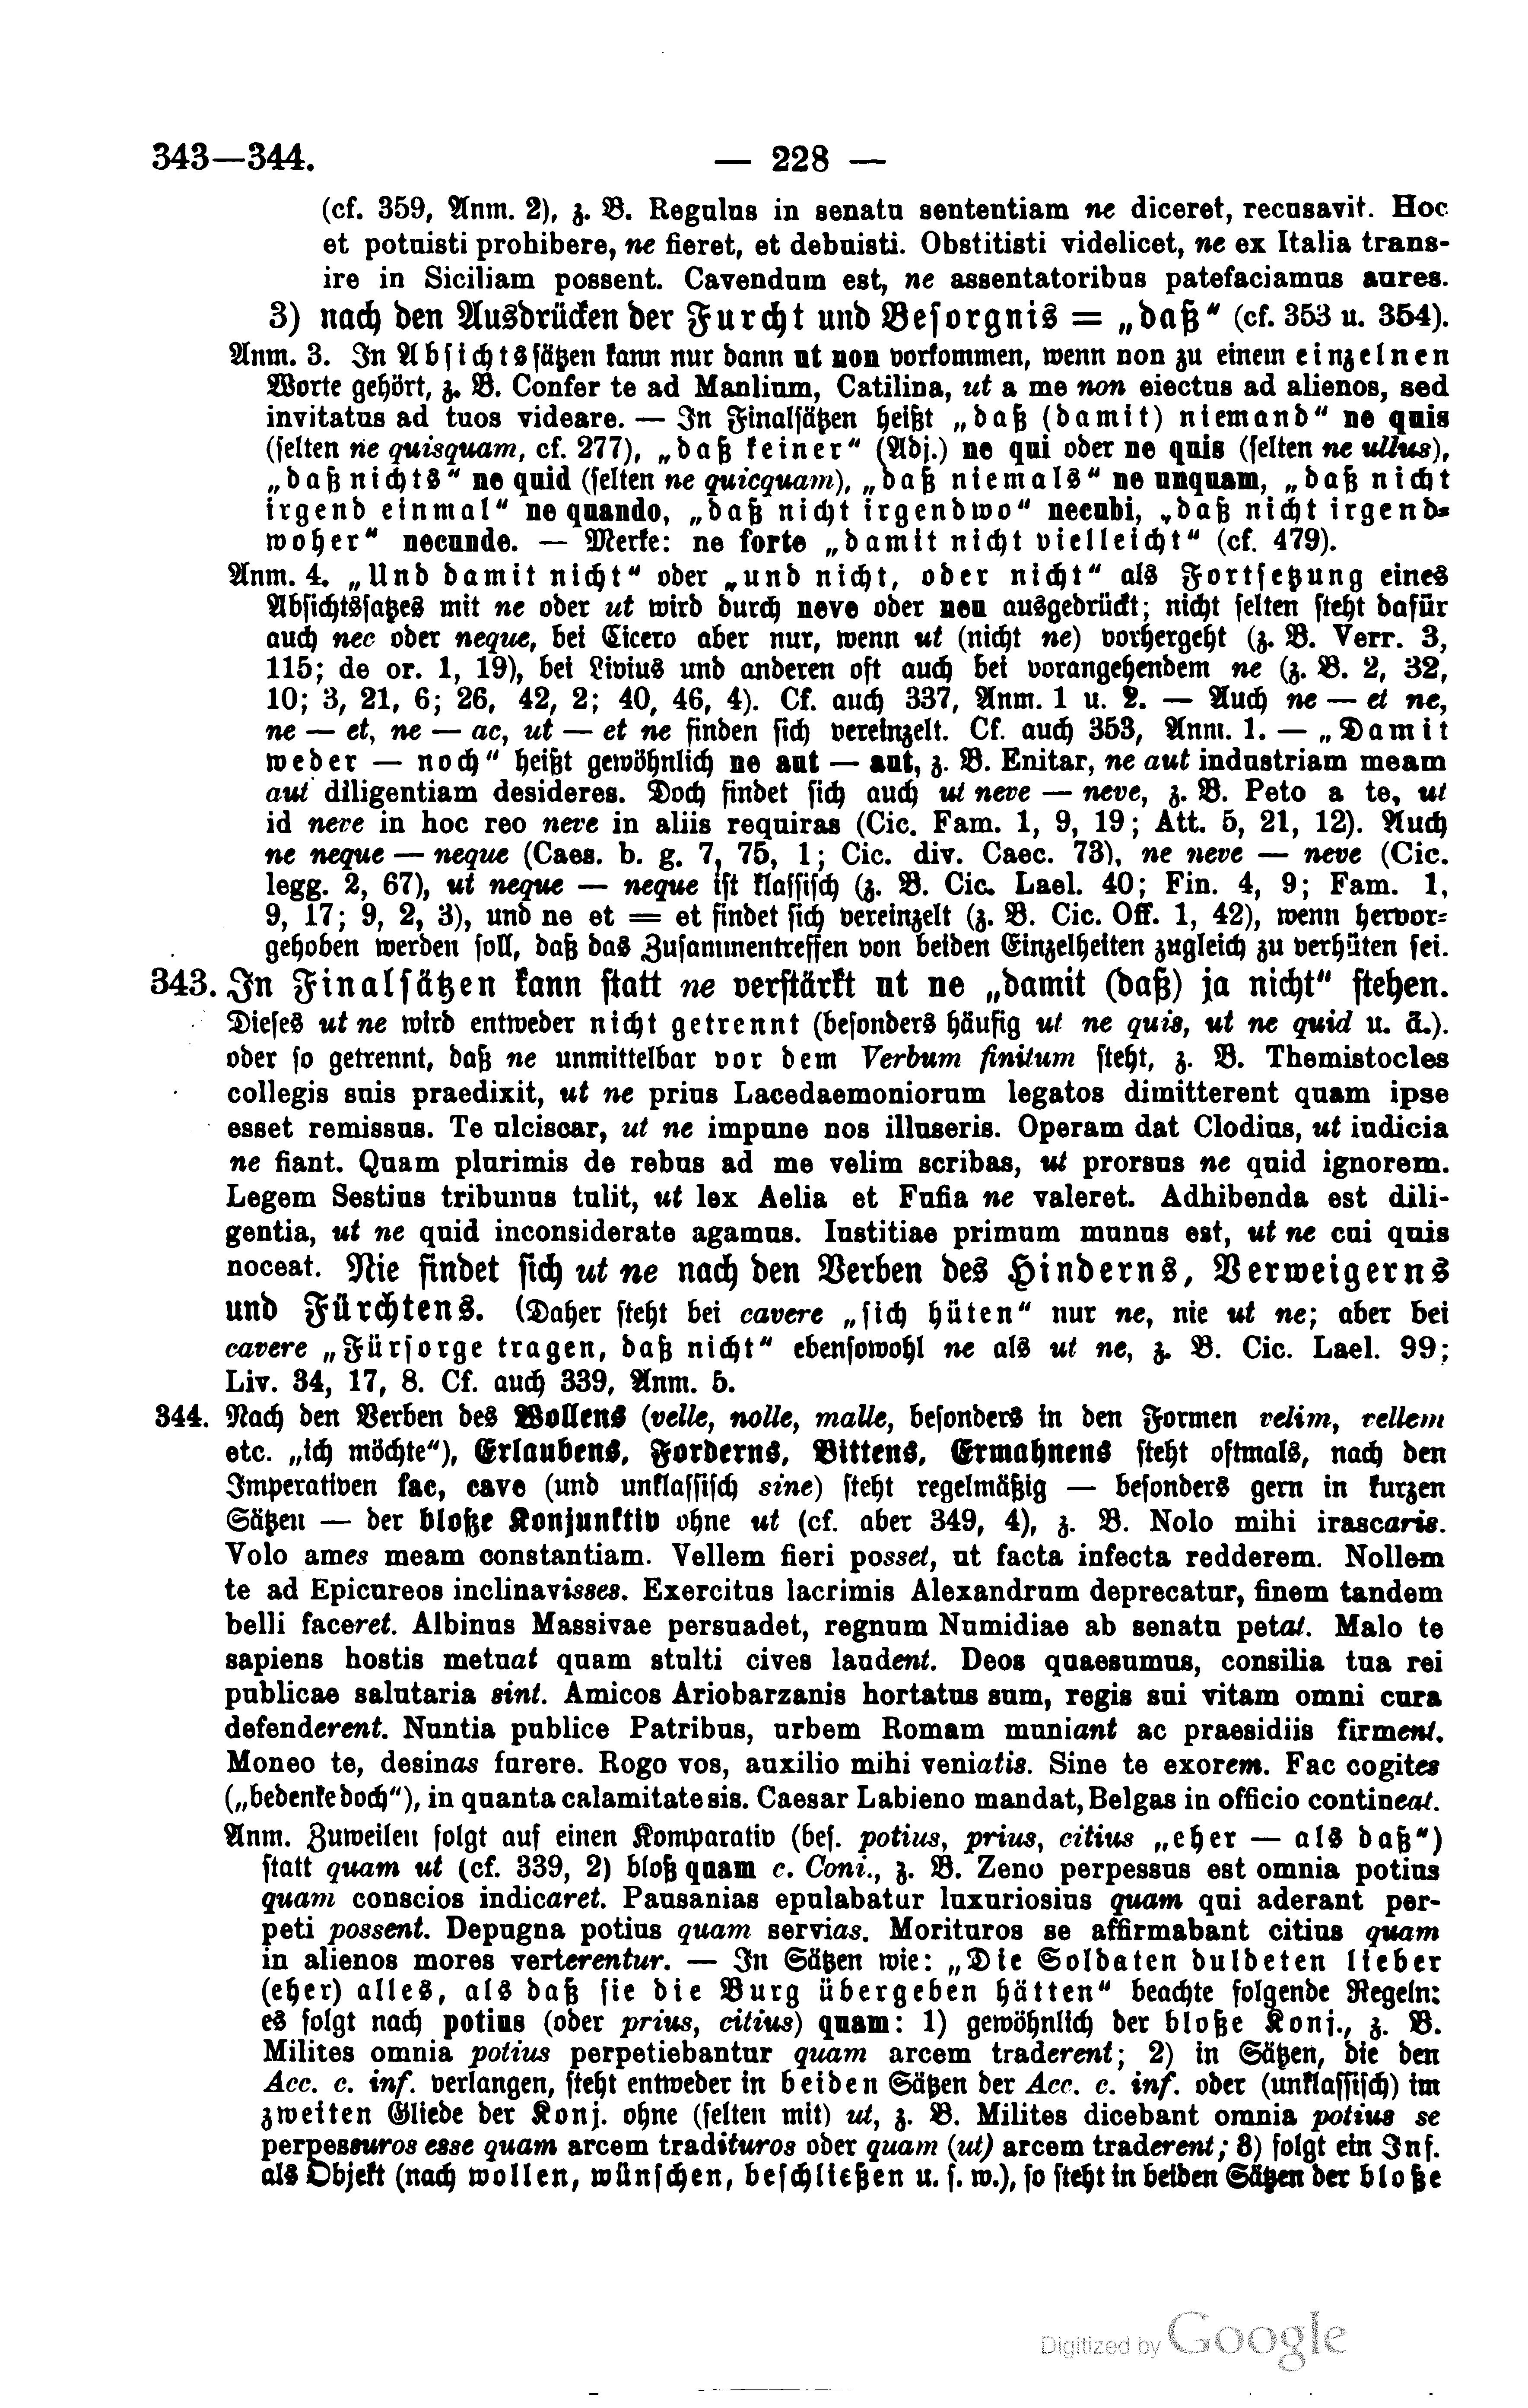 343—344.
— 228 —
(cf. 359, Anm. 2), z. B. Regulus in senatu sententiam ne diceret, recusavit. Hoc
et potuisti prohibere, ne fieret, et debuisti. Obstitisti videlicet, ne ex Italia trans-
ire in Siciliam possent. Cavendum est, ne assentatoribus patefaciamus aures.
3) nach den Ausdrücken der Furcht und Besorgnis = „daß“ (cf. 353 u. 354).
Anm. 3. In Absichtssätzen kann nur dann ut non vorkommen, wenn non zu einem einzelnen
Worte gehört, z. B. Confer te ad Manlium, Catilina, ut a me non eiectus ad alienos, sed
invitatus ad tuos videare. — In Finalsätzen heißt „daß (damit) niemand“ ne quis
(selten ne quisquam, cf. 277), „daß keiner“ (Adj.) ne qui oder ne quis (selten ne ullus),
„daß nichts“ ne quid (selten ne quicquam), „daß niemals“ ne unquam, „daß nicht
irgend einmal“ ne quando, „daß nicht irgendwo“ necubi, „daß nicht irgend-
woher“ necunde. — Merke: ne forte „damit nicht vielleicht“ (cf. 479).
Anm. 4. „Und damit nicht“ oder „und nicht, oder nicht“ als Fortsetzung eines
Absichtssatzes mit ne oder ut wird durch neve oder neu ausgedrückt; nicht selten steht dafür
auch nec oder neque, bei Cicero aber nur, wenn ut (nicht ne) vorhergeht (z. B. Verr. 3,
115; de or. 1, 19), bei Livius und anderen oft auch bei vorangehendem ne (z. B. 2, 32,
10; 3, 21, 6; 26, 42, 2; 40, 46, 4). Cf. auch 337, Anm. 1 u. 2. — Auch ne — et ne,
ne — et, ne — ac, ut — et ne finden sich vereinzelt. Cf. auch 353, Anm. 1. — „Damit
weder — noch“ heißt gewöhnlich ne aut — aut, z. B. Enitar, ne aut industriam meam
aut diligentiam desideres. Doch findet sich auch ut neve — neve, z. B. Peto a te, ut
id neve in hoc reo neve in aliis requiras (Cic. Fam. 1, 9, 19; Att. 5, 21, 12). Auch
ne neque — neque (Caes. b. g. 7, 75, 1; Cic. div. Caec. 73), ne neve — neve (Cic.
legg. 2, 67), ut neque — neque ist klassisch (z. B. Cic. Lael. 40; Fin. 4, 9; Fam. 1,
9, 17; 9, 2, 3), und ne et = et findet sich vereinzelt (z. B. Cic. Off. 1, 42), wenn hervor-
gehoben werden soll, daß das Zusammentreffen von beiden Einzelheiten zugleich zu verhüten sei.
343. In Finalsätzen kann statt ne verstärkt ut ne „damit (daß) ja nicht“ stehen.
Dieses ut ne wird entweder nicht getrennt (besonders häufig ut ne quis, ut ne quid u. ä.).
oder so getrennt, daß ne unmittelbar vor dem Verbum finitum steht, z. B. Themistocles
collegis suis praedixit, ut ne prius Lacedaemoniorum legatos dimitterent quam ipse
esset remissus. Te ulciscar, ut ne impune nos illuseris. Operam dat Clodius, ut iudicia
ne fiant. Quam plurimis de rebus ad me velim scribas, ut prorsus ne quid ignorem.
Legem Sestius tribunus tulit, ut lex Aelia et Fufia ne valeret. Adhibenda est dili-
gentia, ut ne quid inconsiderate agamus. Iustitiae primum munus est, ut ne cui quis
noceat. Nie findet sich ut ne nach den Verben des Hinderns, Verweigerns
und Fürchtens. (Daher steht bei cavere „sich hüten“ nur ne, nie ut ne; aber bei
cavere „Fürsorge tragen, daß nicht“ ebensowohl ne als ut ne, z. B. Cic. Lael. 99;
Liv. 34, 17, 8. Cf. auch 339, Anm. 5.
344. Nach den Verben des Wollens (velle, nolle, malle, besonders in den Formen velim, vellem
etc. „ich möchte“), Erlaubens, Forderns, Bittens, Ermahnens steht oftmals, nach den
Imperativen fac, cave (und unklassisch sine) steht regelmäßig — besonders gern in kurzen
Sätzen — der bloße Konjunktiv ohne ut (cf. aber 349, 4), z. B. Nolo mihi irascaris.
Volo ames meam constantiam. Vellem fieri posset, ut facta infecta redderem. Nollem
te ad Epicureos inclinavisses. Exercitus lacrimis Alexandrum deprecatur, finem tandem
belli faceret. Albinus Massivae persuadet, regnum Numidiae ab senatu petat. Malo te
sapiens hostis metuat quam stulti cives laudent. Deos quaesumus, consilia tua rei
publicae salutaria sint. Amicos Ariobarzanis hortatus sum, regis sui vitam omni cura
defenderent. Nuntia publice Patribus, urbem Romam muniant ac praesidiis firment.
Moneo te, desinas furere. Rogo vos, auxilio mihi veniatis. Sine te exorem. Fac cogites
(„bedenke doch“), in quanta calamitate sis. Caesar Labieno mandat, Belgas in officio contineat.
Anm. Zuweilen folgt auf einen Komparativ (bes. potius, prius, citius „eher — als daß“)
statt quam ut (cf. 339, 2) bloß quam c. Coni., z. B. Zeno perpessus est omnia potius
quam conscios indicaret. Pausanias epulabatur luxuriosius quam qui aderant per-
peti possent. Depugna potius quam servias. Morituros se affirmabant citius quam
in alienos mores verterentur. — In Sätzen wie: „Die Soldaten duldeten lieber
(eher) alles, als daß sie die Burg übergeben hätten“ beachte folgende Regeln:
es folgt nach potius (oder prius, citius) quam: 1) gewöhnlich der bloße Konj., z. B.
Milites omnia potius perpetiebantur quam arcem traderent; 2) in Sätzen, die den
Acc. c. inf. verlangen, steht entweder in beiden Sätzen der Acc. c. inf. oder (unklassisch) im
zweiten Gliede der Konj. ohne (selten mit) ut, z. B. Milites dicebant omnia potius se
perpessuros esse quam arcem tradituros oder quam (ut) arcem traderent; 3) folgt ein Inf.
als Objekt (nach wollen, wünschen, beschließen u. s. w.), so steht in beiden Sätzen der bloße
Digitized by Google